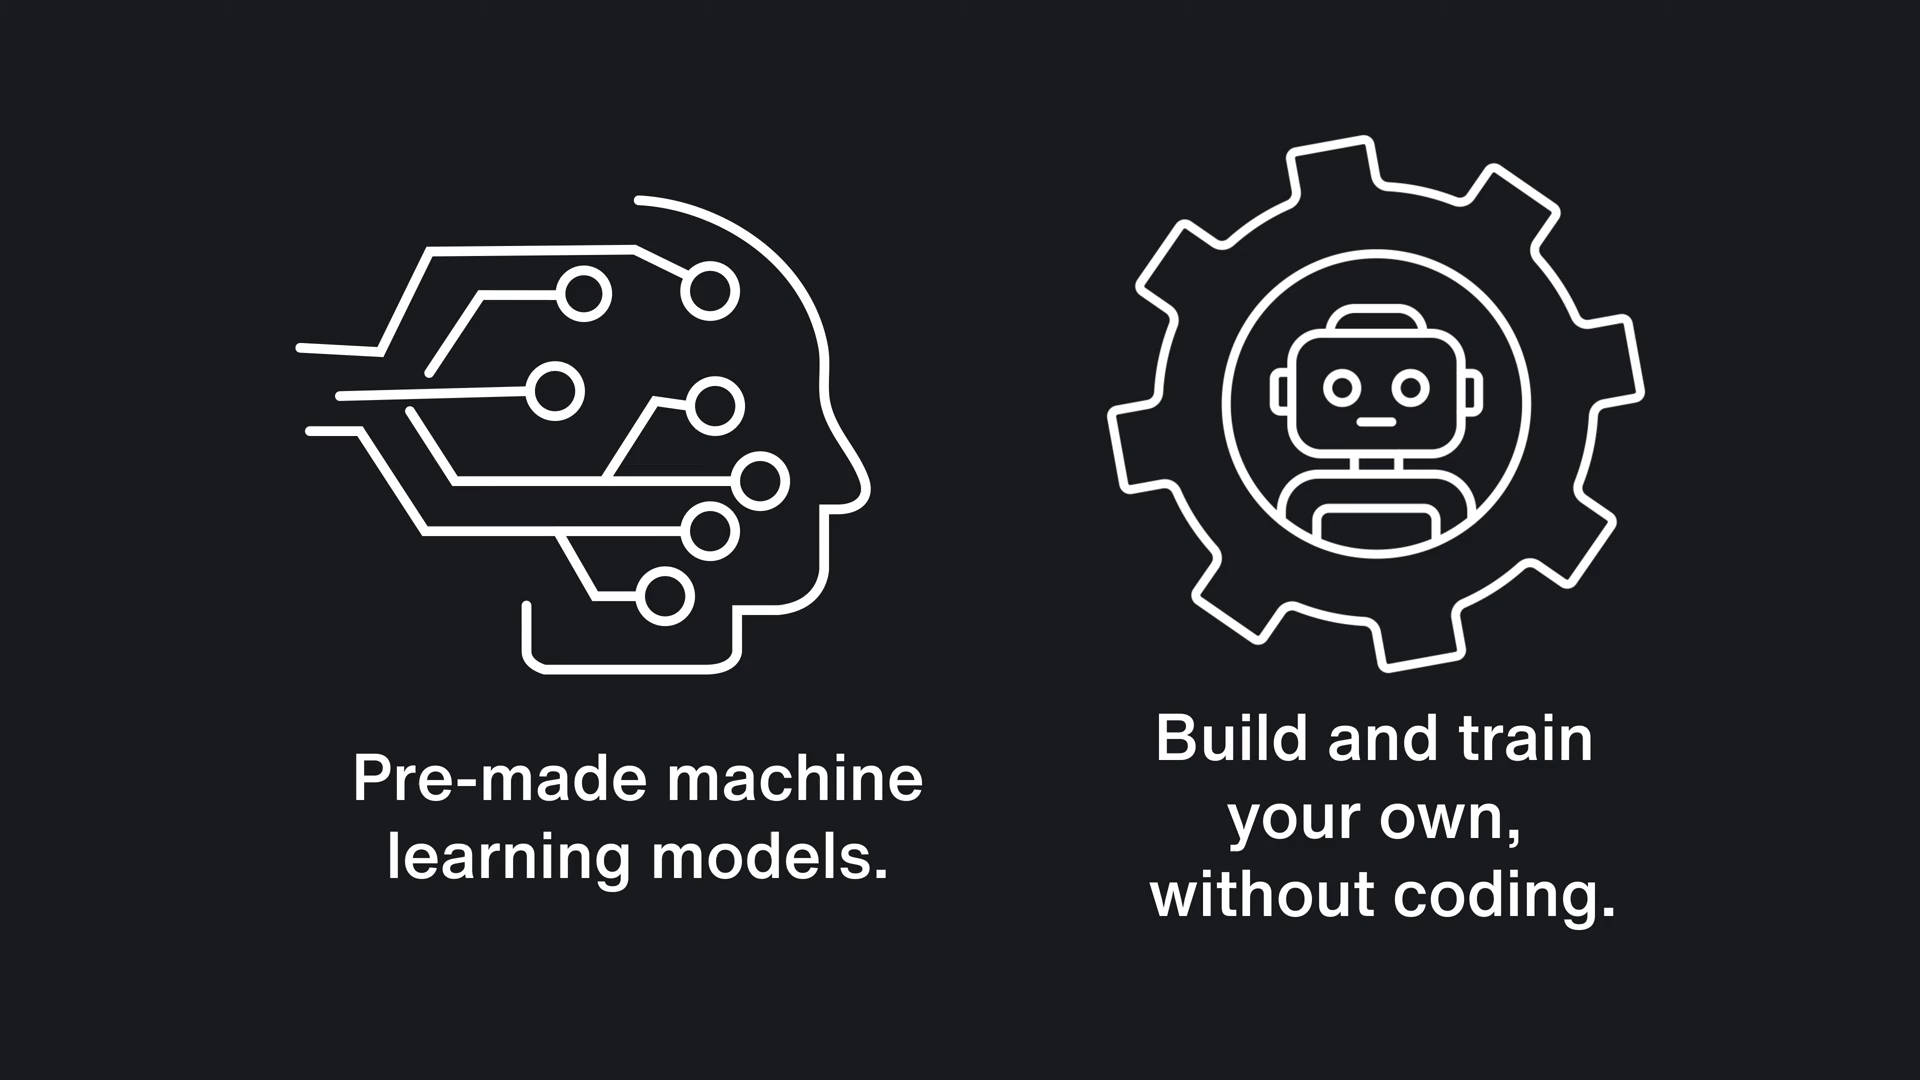 Pre-made machine
learning models.
Build and train
your own,
without coding.